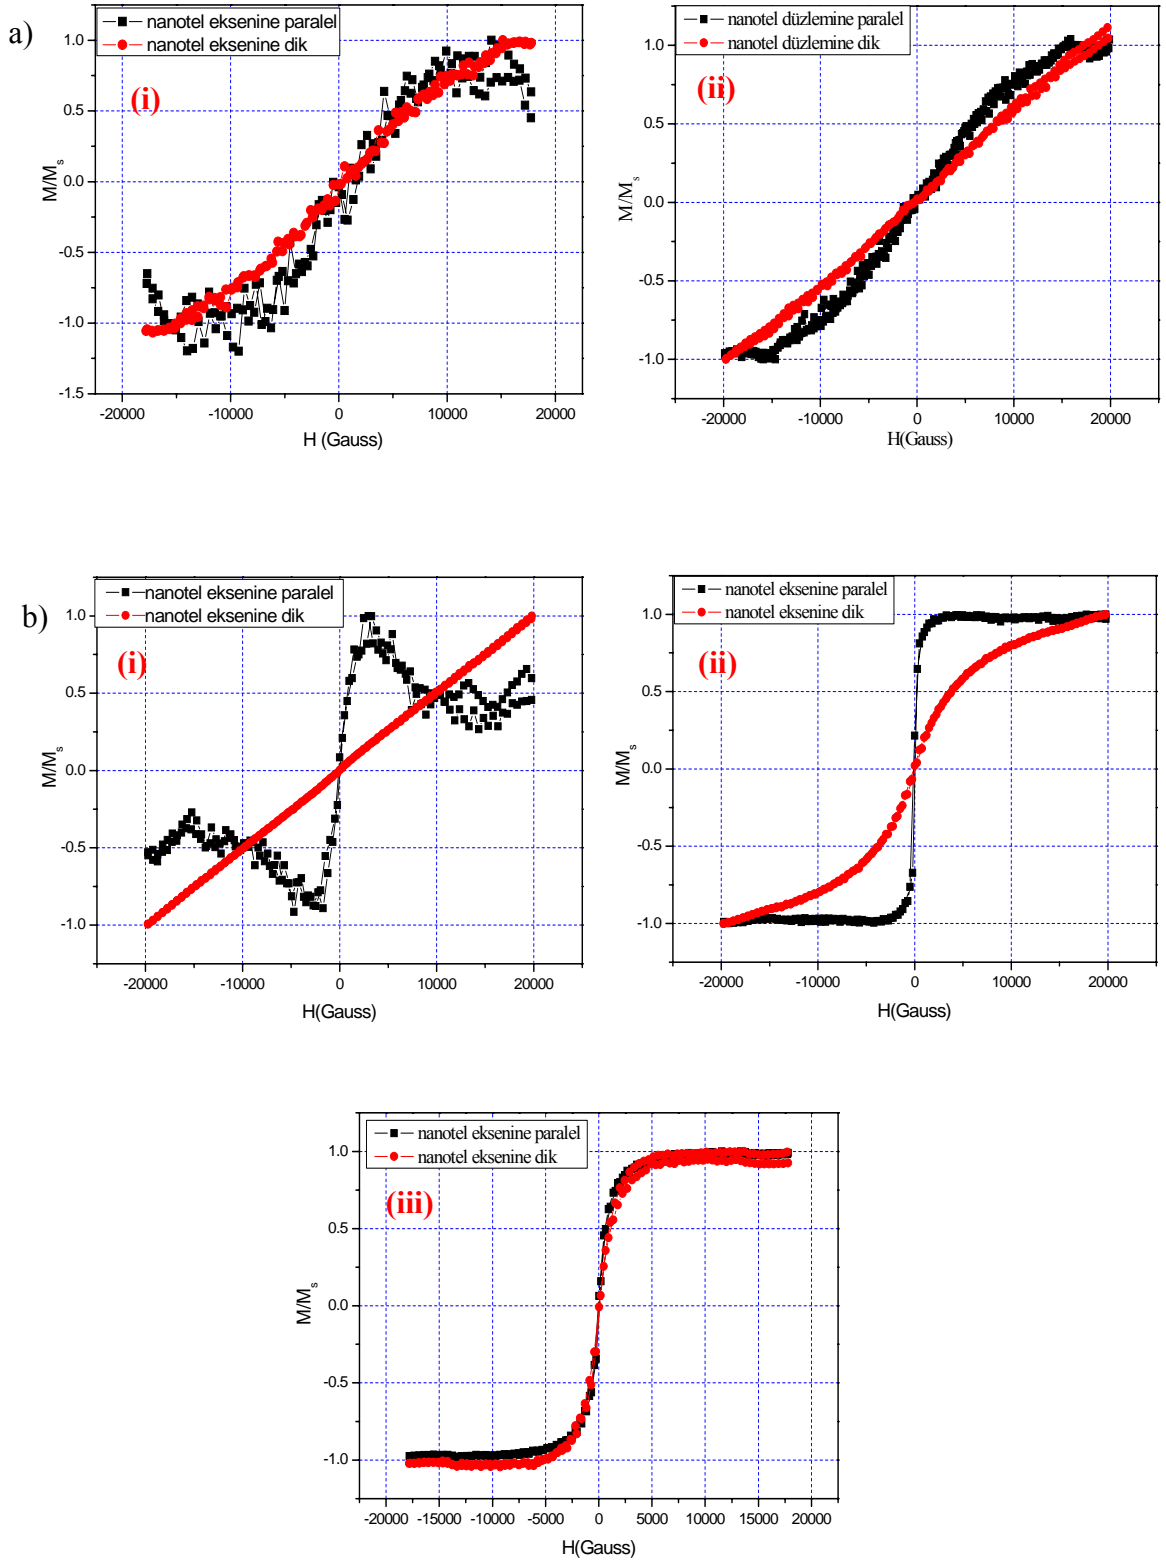 a)
nanotel eksenine paralel
nanotel eksenine dik
(i)
1.0
0.5
0.0
-0.5
-1.0
-1.5
M/Ms
-20000 -10000 0 10000 20000
H (Gauss)
nanotel düzlemine paralel
nanotel düzlemine dik
(ii)
1.0
0.5
0.0
-0.5
-1.0
M/Ms
-20000 -10000 0 10000 20000
H(Gauss)
b)
nanotel eksenine paralel
nanotel eksenine dik
(i)
1.0
0.5
0.0
-0.5
-1.0
M/Ms
-20000 -10000 0 10000 20000
H(Gauss)
nanotel eksenine paralel
nanotel eksenine dik
(ii)
1.0
0.5
0.0
-0.5
-1.0
M/Ms
-20000 -10000 0 10000 20000
H(Gauss)
nanotel eksenine paralel
nanotel eksenine dik
(iii)
1.0
0.5
0.0
-0.5
-1.0
M/Ms
-20000 -15000 -10000 -5000 0 5000 10000 15000 20000
H(Gauss)